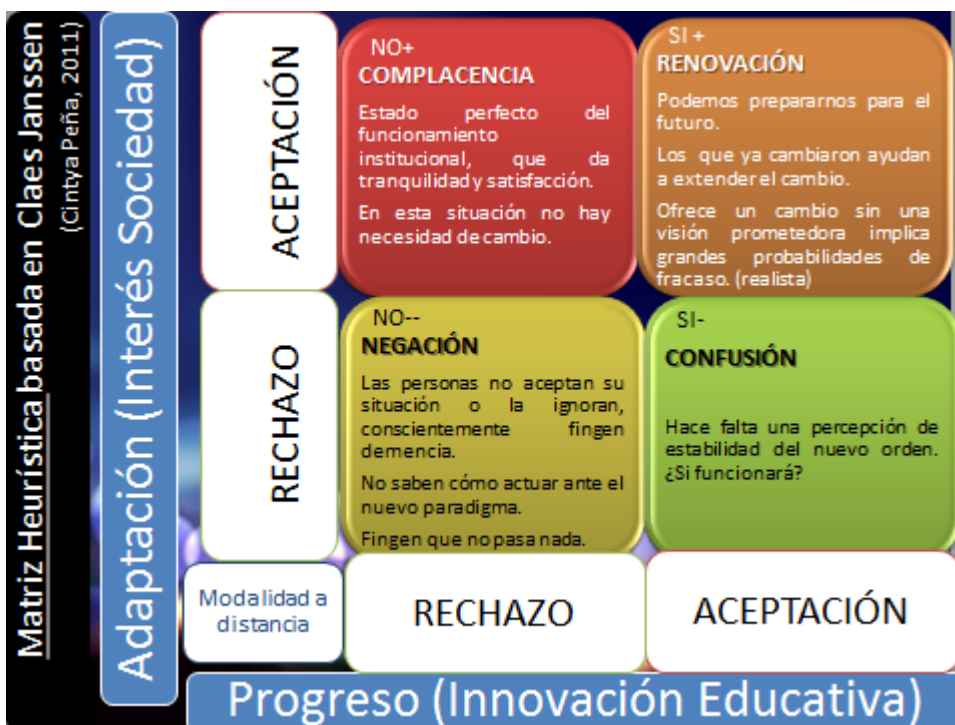 Matriz Heurística basada en Claes Janssen
(Cintya Peña, 2011)
Adaptación (Interés Sociedad)
ACEPTACIÓN
NO+
COMPLACENCIA
Estado perfecto del
funcionamiento
institucional, que da
tranquilidad y satisfacción.
En esta situación no hay
necesidad de cambio.
SI +
RENOVACIÓN
Podemos prepararnos para el
futuro.
Los que ya cambiaron ayudan
a extender el cambio.
Ofrece un cambio sin una
visión prometedora implica
grandes probabilidades de
fracaso. (realista)
RECHAZO
NO--
NEGACIÓN
Las personas no aceptan su
situación o la ignoran,
conscientemente fingen
demencia.
No saben cómo actuar ante el
nuevo paradigma.
Fingen que no pasa nada.
SI-
CONFUSIÓN
Hace falta una percepción de
estabilidad del nuevo orden.
¿Si funcionará?
Modalidad a
distancia
RECHAZO
ACEPTACIÓN
Progreso (Innovación Educativa)